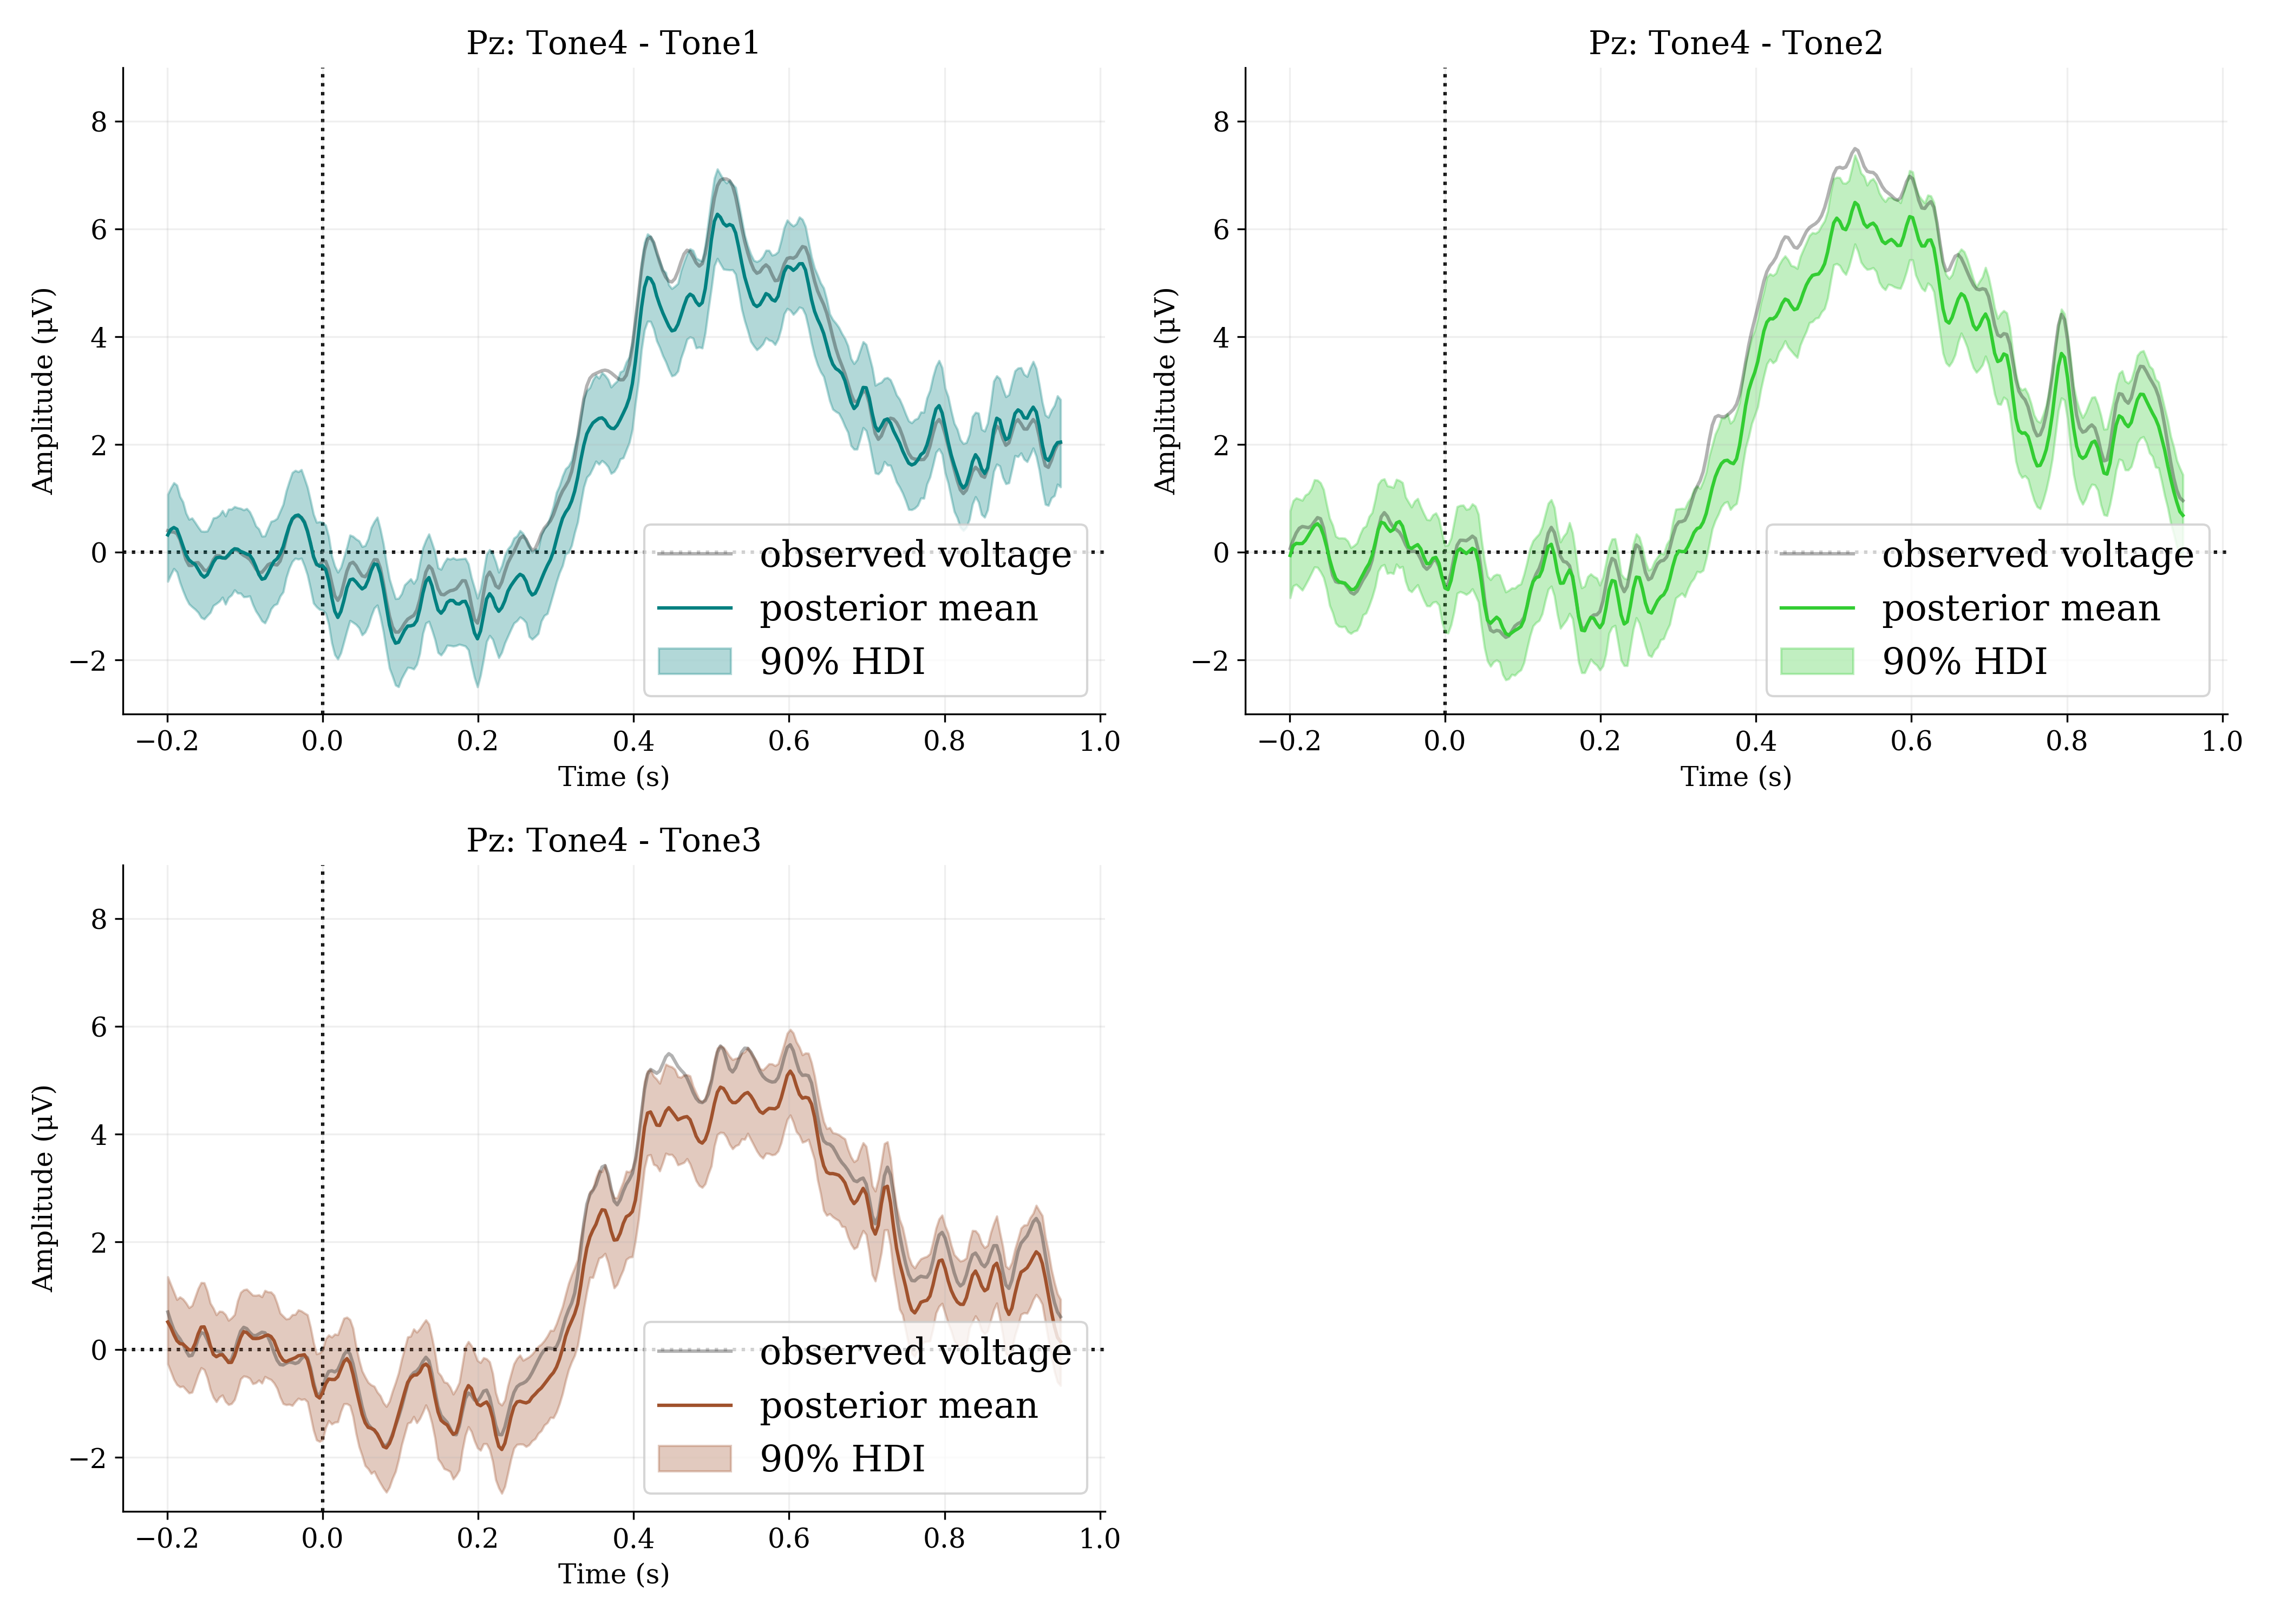 Pz: Tone4 - Tone1
8
6
4
2
0
−2
Amplitude (µV)
observed voltage
posterior mean
90% HDI
−0.2 0.0 0.2 0.4 0.6 0.8 1.0
Time (s)
Pz: Tone4 - Tone2
8
6
4
2
0
−2
Amplitude (µV)
observed voltage
posterior mean
90% HDI
−0.2 0.0 0.2 0.4 0.6 0.8 1.0
Time (s)
Pz: Tone4 - Tone3
8
6
4
2
0
−2
Amplitude (µV)
observed voltage
posterior mean
90% HDI
−0.2 0.0 0.2 0.4 0.6 0.8 1.0
Time (s)